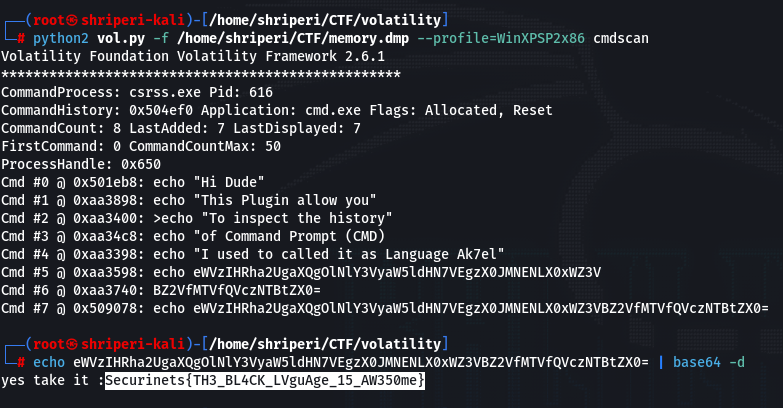 ┌──(root㉿shriperi-kali)-[/home/shriperi/CTF/volatility]
└─# python2 vol.py -f /home/shriperi/CTF/memory.dmp --profile=WinXPSP2x86 cmdscan
Volatility Foundation Volatility Framework 2.6.1
**************************************************
CommandProcess: csrss.exe Pid: 616
CommandHistory: 0x504ef0 Application: cmd.exe Flags: Allocated, Reset
CommandCount: 8 LastAdded: 7 LastDisplayed: 7
FirstCommand: 0 CommandCountMax: 50
ProcessHandle: 0x650
Cmd #0 @ 0x501eb8: echo "Hi Dude"
Cmd #1 @ 0xaa3898: echo "This Plugin allow you"
Cmd #2 @ 0xaa3400: >echo "To inspect the history"
Cmd #3 @ 0xaa34c8: echo "of Command Prompt (CMD)
Cmd #4 @ 0xaa3398: echo "I used to called it as Language Ak7el"
Cmd #5 @ 0xaa3598: echo eWVzIHRha2UgaXQgOlNlY3VyaW5ldHN7VEgzX0JMNENLX0xWZ3V
Cmd #6 @ 0xaa3740: BZ2VfMTVfQVczNTBtZX0=
Cmd #7 @ 0x509078: echo eWVzIHRha2UgaXQgOlNlY3VyaW5ldHN7VEgzX0JMNENLX0xWZ3VBZ2VfMTVfQVczNTBtZX0=
┌──(root㉿shriperi-kali)-[/home/shriperi/CTF/volatility]
└─# echo eWVzIHRha2UgaXQgOlNlY3VyaW5ldHN7VEgzX0JMNENLX0xWZ3VBZ2VfMTVfQVczNTBtZX0= | base64 -d
yes take it :Securinets{TH3_BL4CK_LVguAge_15_AW350me}